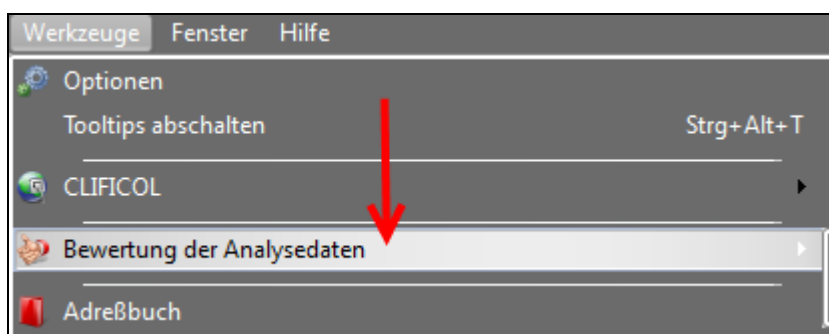 Werkzeuge Fenster Hilfe
Optionen
Tooltips abschalten Strg+Alt+T
CLIFICOL
Bewertung der Analysedaten
Adreßbuch